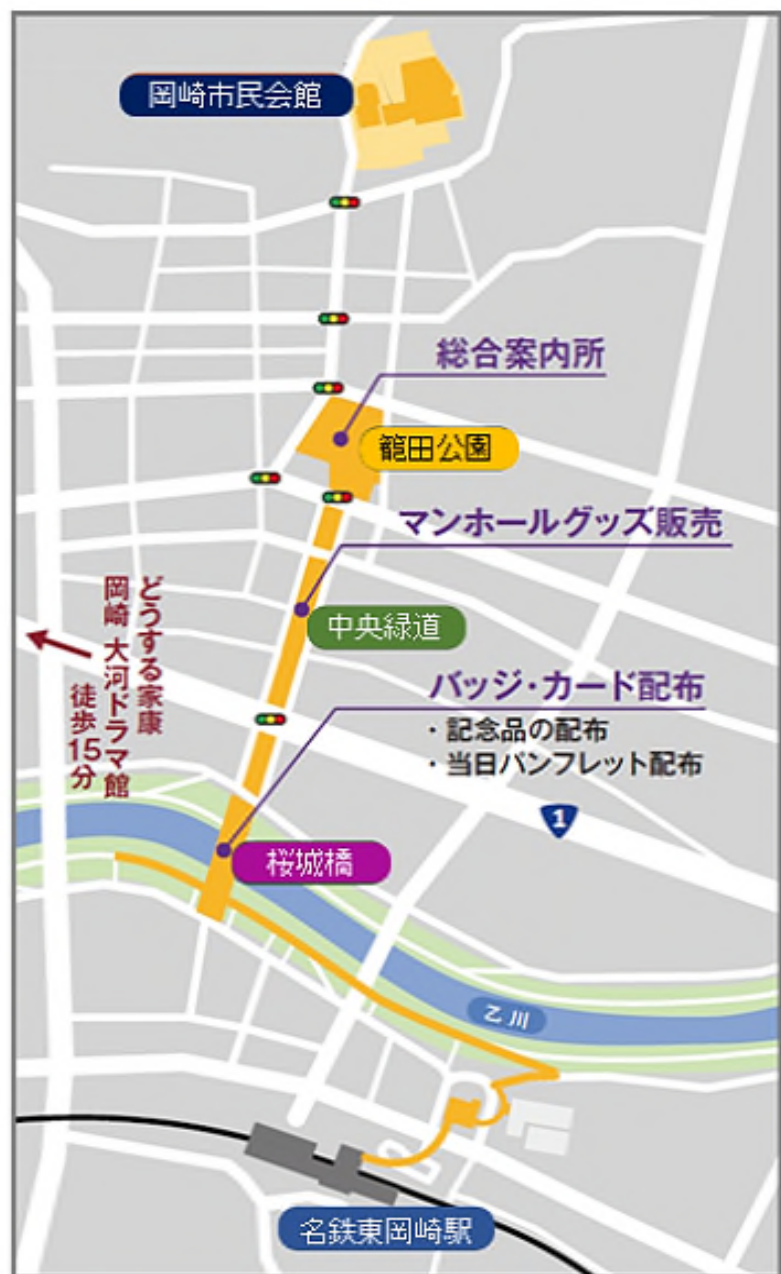 岡崎市民会館
総合案内所
籠田公園
マンホールグッズ販売
中央緑道
どうする家康
岡崎 大河ドラマ館
徒歩15分
バッジ・カード配布
・記念品の配布
・当日パンフレット配布
1
桜城橋
乙川
名鉄東岡崎駅